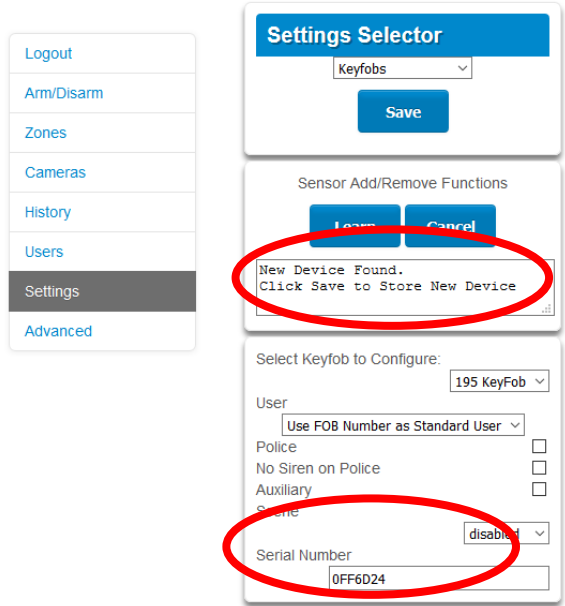 Logout
Arm/Disarm
Zones
Cameras
History
Users
Settings
Advanced
Settings Selector
Keyfobs
Save
Sensor Add/Remove Functions
Learn Cancel
New Device Found.
Click Save to Store New Device
Select Keyfob to Configure:
195 KeyFob
User
Use FOB Number as Standard User
Police
No Siren on Police
Auxiliary
Scene
disabled
Serial Number
0FF6D24